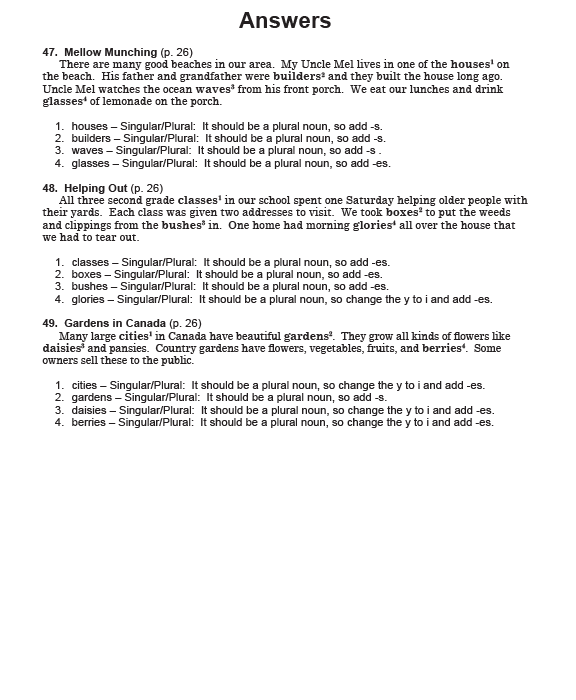 Answers
47.  Mellow Munching (p. 26)
There are many good beaches in our area.  My Uncle Mel lives in one of the houses¹ on
the beach.  His father and grandfather were builders² and they built the house long ago.
Uncle Mel watches the ocean waves³ from his front porch.  We eat our lunches and drink
glasses⁴ of lemonade on the porch.
1.  houses – Singular/Plural:  It should be a plural noun, so add -s.
2.  builders – Singular/Plural:  It should be a plural noun, so add -s.
3.  waves – Singular/Plural:  It should be a plural noun, so add -s .
4.  glasses – Singular/Plural:  It should be a plural noun, so add -es.
48.  Helping Out (p. 26)
All three second grade classes¹ in our school spent one Saturday helping older people with
their yards.  Each class was given two addresses to visit.  We took boxes² to put the weeds
and clippings from the bushes³ in.  One home had morning glories⁴ all over the house that
we had to tear out.
1.  classes – Singular/Plural:  It should be a plural noun, so add -es.
2.  boxes – Singular/Plural:  It should be a plural noun, so add -es.
3.  bushes – Singular/Plural:  It should be a plural noun, so add -es.
4.  glories – Singular/Plural:  It should be a plural noun, so change the y to i and add -es.
49.  Gardens in Canada (p. 26)
Many large cities¹ in Canada have beautiful gardens².  They grow all kinds of flowers like
daisies³ and pansies.  Country gardens have flowers, vegetables, fruits, and berries⁴.  Some
owners sell these to the public.
1.  cities – Singular/Plural:  It should be a plural noun, so change the y to i and add -es.
2.  gardens – Singular/Plural:  It should be a plural noun, so add -s.
3.  daisies – Singular/Plural:  It should be a plural noun, so change the y to i and add -es.
4.  berries – Singular/Plural:  It should be a plural noun, so change the y to i and add -es.